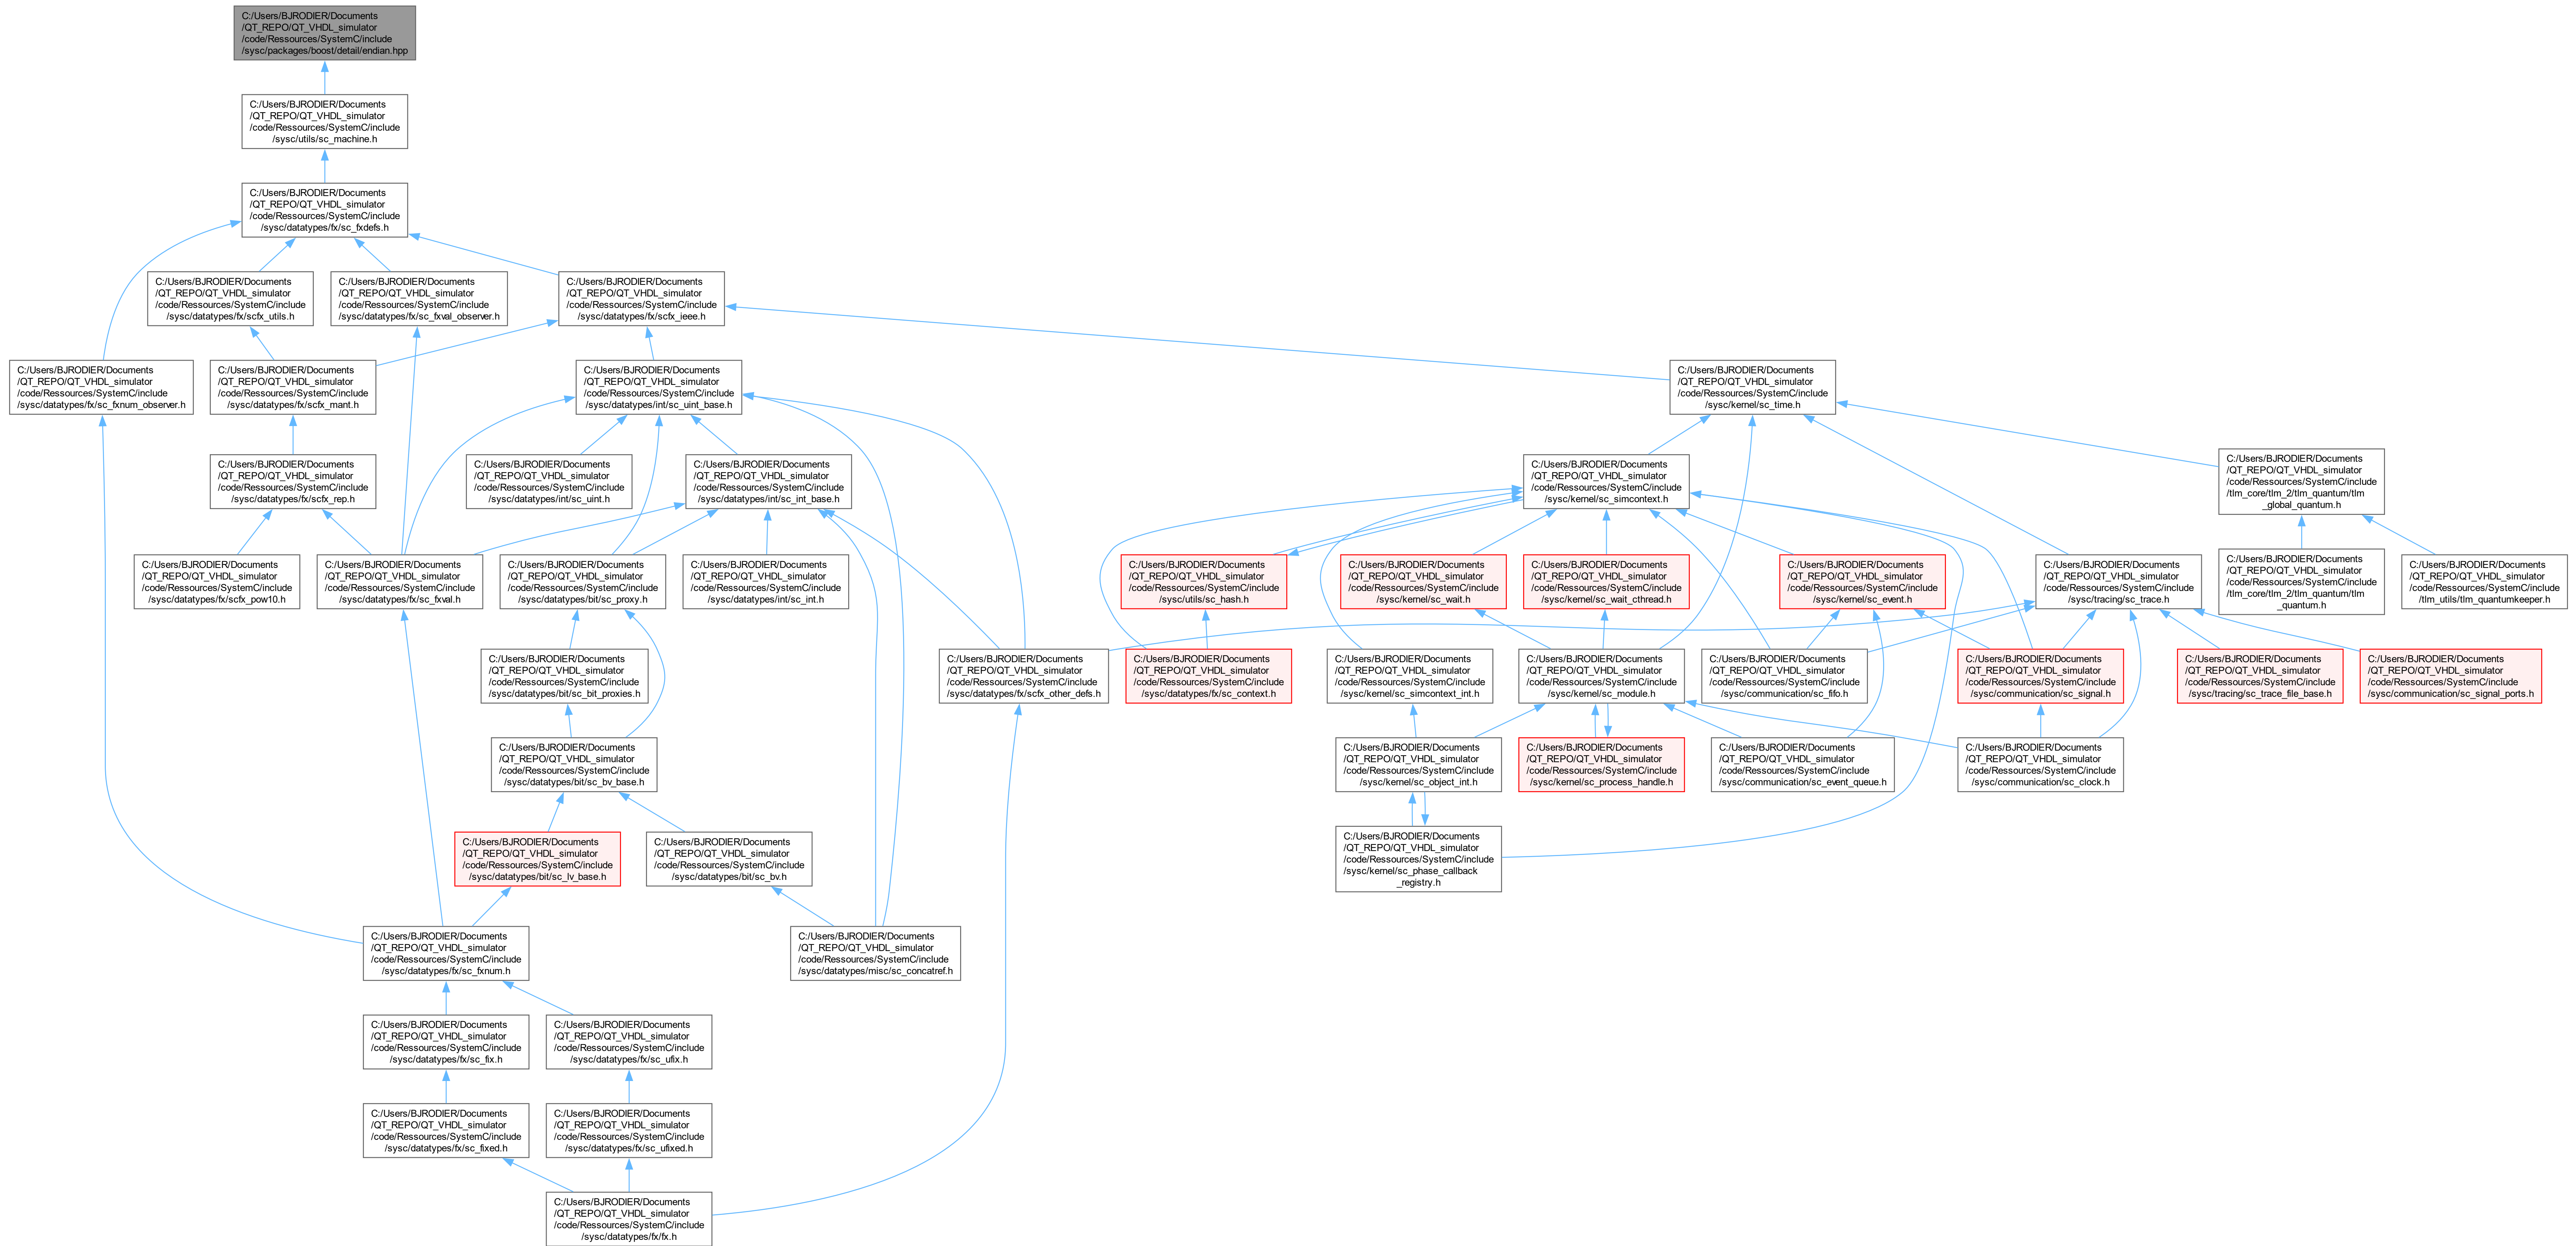 C:/Users/BJRODIER/Documents
/QT_REPO/QT_VHDL_simulator
/code/Ressources/SystemC/include
/sysc/packages/boost/detail/endian.hpp
C:/Users/BJRODIER/Documents
/QT_REPO/QT_VHDL_simulator
/code/Ressources/SystemC/include
/sysc/utils/sc_machine.h
C:/Users/BJRODIER/Documents
/QT_REPO/QT_VHDL_simulator
/code/Ressources/SystemC/include
/sysc/datatypes/fx/sc_fxdefs.h
C:/Users/BJRODIER/Documents
/QT_REPO/QT_VHDL_simulator
/code/Ressources/SystemC/include
/sysc/datatypes/fx/scfx_utils.h
C:/Users/BJRODIER/Documents
/QT_REPO/QT_VHDL_simulator
/code/Ressources/SystemC/include
/sysc/datatypes/fx/sc_fxval_observer.h
C:/Users/BJRODIER/Documents
/QT_REPO/QT_VHDL_simulator
/code/Ressources/SystemC/include
/sysc/datatypes/fx/scfx_ieee.h
C:/Users/BJRODIER/Documents
/QT_REPO/QT_VHDL_simulator
/code/Ressources/SystemC/include
/sysc/datatypes/fx/sc_fxnum_observer.h
C:/Users/BJRODIER/Documents
/QT_REPO/QT_VHDL_simulator
/code/Ressources/SystemC/include
/sysc/datatypes/fx/scfx_mant.h
C:/Users/BJRODIER/Documents
/QT_REPO/QT_VHDL_simulator
/code/Ressources/SystemC/include
/sysc/datatypes/int/sc_uint_base.h
C:/Users/BJRODIER/Documents
/QT_REPO/QT_VHDL_simulator
/code/Ressources/SystemC/include
/sysc/kernel/sc_time.h
C:/Users/BJRODIER/Documents
/QT_REPO/QT_VHDL_simulator
/code/Ressources/SystemC/include
/sysc/datatypes/fx/scfx_rep.h
C:/Users/BJRODIER/Documents
/QT_REPO/QT_VHDL_simulator
/code/Ressources/SystemC/include
/sysc/datatypes/int/sc_uint.h
C:/Users/BJRODIER/Documents
/QT_REPO/QT_VHDL_simulator
/code/Ressources/SystemC/include
/sysc/datatypes/int/sc_int_base.h
C:/Users/BJRODIER/Documents
/QT_REPO/QT_VHDL_simulator
/code/Ressources/SystemC/include
/sysc/kernel/sc_simcontext.h
C:/Users/BJRODIER/Documents
/QT_REPO/QT_VHDL_simulator
/code/Ressources/SystemC/include
/tlm_core/tlm_2/tlm_quantum/tlm
_global_quantum.h
C:/Users/BJRODIER/Documents
/QT_REPO/QT_VHDL_simulator
/code/Ressources/SystemC/include
/sysc/datatypes/fx/scfx_pow10.h
C:/Users/BJRODIER/Documents
/QT_REPO/QT_VHDL_simulator
/code/Ressources/SystemC/include
/sysc/datatypes/fx/sc_fxval.h
C:/Users/BJRODIER/Documents
/QT_REPO/QT_VHDL_simulator
/code/Ressources/SystemC/include
/sysc/datatypes/bit/sc_proxy.h
C:/Users/BJRODIER/Documents
/QT_REPO/QT_VHDL_simulator
/code/Ressources/SystemC/include
/sysc/datatypes/int/sc_int.h
C:/Users/BJRODIER/Documents
/QT_REPO/QT_VHDL_simulator
/code/Ressources/SystemC/include
/sysc/utils/sc_hash.h
C:/Users/BJRODIER/Documents
/QT_REPO/QT_VHDL_simulator
/code/Ressources/SystemC/include
/sysc/kernel/sc_wait.h
C:/Users/BJRODIER/Documents
/QT_REPO/QT_VHDL_simulator
/code/Ressources/SystemC/include
/sysc/kernel/sc_wait_cthread.h
C:/Users/BJRODIER/Documents
/QT_REPO/QT_VHDL_simulator
/code/Ressources/SystemC/include
/sysc/kernel/sc_event.h
C:/Users/BJRODIER/Documents
/QT_REPO/QT_VHDL_simulator
/code/Ressources/SystemC/include
/sysc/tracing/sc_trace.h
C:/Users/BJRODIER/Documents
/QT_REPO/QT_VHDL_simulator
/code/Ressources/SystemC/include
/tlm_core/tlm_2/tlm_quantum/tlm
_quantum.h
C:/Users/BJRODIER/Documents
/QT_REPO/QT_VHDL_simulator
/code/Ressources/SystemC/include
/tlm_utils/tlm_quantumkeeper.h
C:/Users/BJRODIER/Documents
/QT_REPO/QT_VHDL_simulator
/code/Ressources/SystemC/include
/sysc/datatypes/bit/sc_bit_proxies.h
C:/Users/BJRODIER/Documents
/QT_REPO/QT_VHDL_simulator
/code/Ressources/SystemC/include
/sysc/datatypes/fx/scfx_other_defs.h
C:/Users/BJRODIER/Documents
/QT_REPO/QT_VHDL_simulator
/code/Ressources/SystemC/include
/sysc/datatypes/fx/sc_context.h
C:/Users/BJRODIER/Documents
/QT_REPO/QT_VHDL_simulator
/code/Ressources/SystemC/include
/sysc/kernel/sc_simcontext_int.h
C:/Users/BJRODIER/Documents
/QT_REPO/QT_VHDL_simulator
/code/Ressources/SystemC/include
/sysc/kernel/sc_module.h
C:/Users/BJRODIER/Documents
/QT_REPO/QT_VHDL_simulator
/code/Ressources/SystemC/include
/sysc/communication/sc_fifo.h
C:/Users/BJRODIER/Documents
/QT_REPO/QT_VHDL_simulator
/code/Ressources/SystemC/include
/sysc/communication/sc_signal.h
C:/Users/BJRODIER/Documents
/QT_REPO/QT_VHDL_simulator
/code/Ressources/SystemC/include
/sysc/tracing/sc_trace_file_base.h
C:/Users/BJRODIER/Documents
/QT_REPO/QT_VHDL_simulator
/code/Ressources/SystemC/include
/sysc/communication/sc_signal_ports.h
C:/Users/BJRODIER/Documents
/QT_REPO/QT_VHDL_simulator
/code/Ressources/SystemC/include
/sysc/datatypes/bit/sc_bv_base.h
C:/Users/BJRODIER/Documents
/QT_REPO/QT_VHDL_simulator
/code/Ressources/SystemC/include
/sysc/kernel/sc_object_int.h
C:/Users/BJRODIER/Documents
/QT_REPO/QT_VHDL_simulator
/code/Ressources/SystemC/include
/sysc/kernel/sc_process_handle.h
C:/Users/BJRODIER/Documents
/QT_REPO/QT_VHDL_simulator
/code/Ressources/SystemC/include
/sysc/communication/sc_event_queue.h
C:/Users/BJRODIER/Documents
/QT_REPO/QT_VHDL_simulator
/code/Ressources/SystemC/include
/sysc/communication/sc_clock.h
C:/Users/BJRODIER/Documents
/QT_REPO/QT_VHDL_simulator
/code/Ressources/SystemC/include
/sysc/datatypes/bit/sc_lv_base.h
C:/Users/BJRODIER/Documents
/QT_REPO/QT_VHDL_simulator
/code/Ressources/SystemC/include
/sysc/datatypes/bit/sc_bv.h
C:/Users/BJRODIER/Documents
/QT_REPO/QT_VHDL_simulator
/code/Ressources/SystemC/include
/sysc/kernel/sc_phase_callback
_registry.h
C:/Users/BJRODIER/Documents
/QT_REPO/QT_VHDL_simulator
/code/Ressources/SystemC/include
/sysc/datatypes/fx/sc_fxnum.h
C:/Users/BJRODIER/Documents
/QT_REPO/QT_VHDL_simulator
/code/Ressources/SystemC/include
/sysc/datatypes/misc/sc_concatref.h
C:/Users/BJRODIER/Documents
/QT_REPO/QT_VHDL_simulator
/code/Ressources/SystemC/include
/sysc/datatypes/fx/sc_fix.h
C:/Users/BJRODIER/Documents
/QT_REPO/QT_VHDL_simulator
/code/Ressources/SystemC/include
/sysc/datatypes/fx/sc_ufix.h
C:/Users/BJRODIER/Documents
/QT_REPO/QT_VHDL_simulator
/code/Ressources/SystemC/include
/sysc/datatypes/fx/sc_fixed.h
C:/Users/BJRODIER/Documents
/QT_REPO/QT_VHDL_simulator
/code/Ressources/SystemC/include
/sysc/datatypes/fx/sc_ufixed.h
C:/Users/BJRODIER/Documents
/QT_REPO/QT_VHDL_simulator
/code/Ressources/SystemC/include
/sysc/datatypes/fx/fx.h